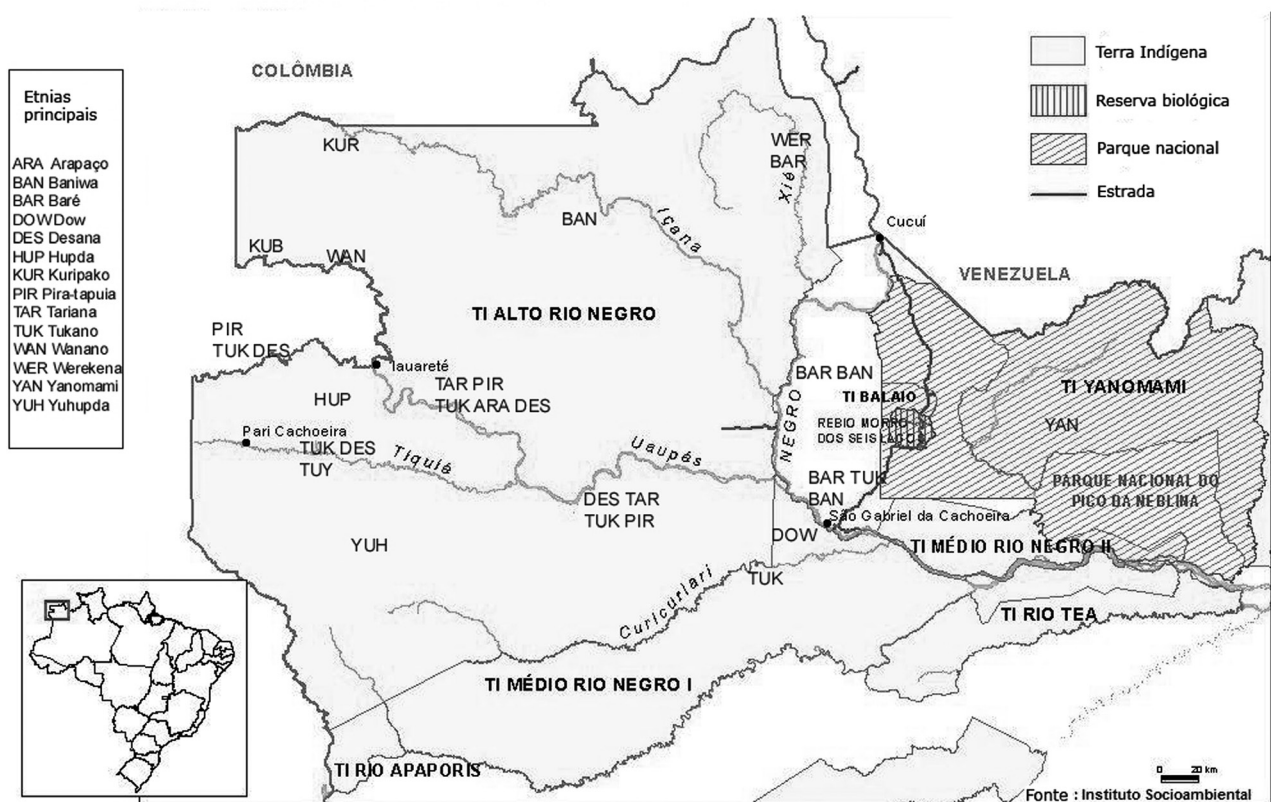 COLÔMBIA
Etnias
principais
ARA Arapaço
BAN Baniwa
BAR Baré
DOW Dow
DES Desana
HUP Hupda
KUR Kuripako
PIR Pira-tapuia
TAR Tariana
TUK Tukano
WAN Wanano
WER Werekena
YAN Yanomami
YUH Yuhupda
Terra Indígena
Reserva biológica
Parque nacional
Estrada
KUR
WER
BAR
Xié
BAN
Içana
Cucuí
KUB
WAN
VENEZUELA
TI ALTO RIO NEGRO
PIR
TUK DES
Iauareté
HUP
TAR PIR
TUK ARA DES
BAR BAN
TI BALAIO
TI YANOMAMI
REBIO MORRO
DOS SEIS LAGOS
YAN
NEGRO
Pari Cachoeira
TUK DES
TUY
Tiquié
Uaupés
BAR TUK
BAN
PARQUE NACIONAL DO
PICO DA NEBLINA
DES TAR
TUK PIR
São Gabriel da Cachoeira
YUH
DOW
TI MÉDIO RIO NEGRO II
TUK
Curicuriari
TI RIO TEA
TI MÉDIO RIO NEGRO I
TI RIO APAPORIS
0 20 km
Fonte : Instituto Socioambiental